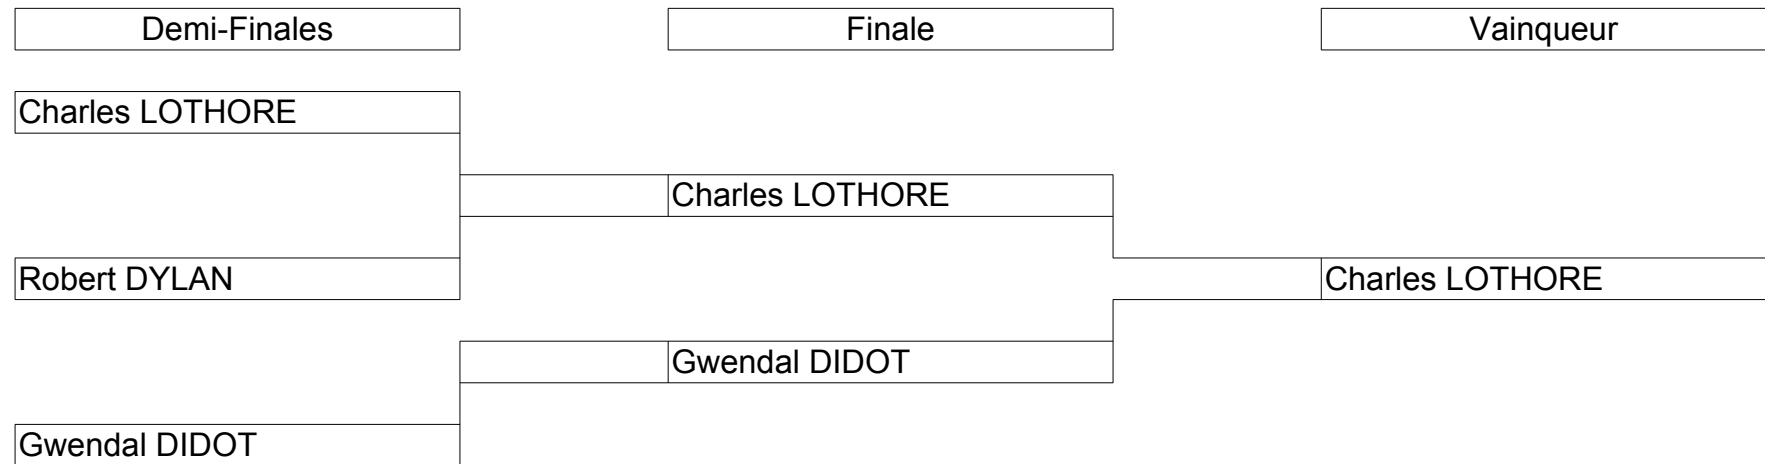 Demi-Finales Finale Vainqueur
Charles LOTHORE
Charles LOTHORE
Robert DYLAN
Charles LOTHORE
Gwendal DIDOT
Gwendal DIDOT